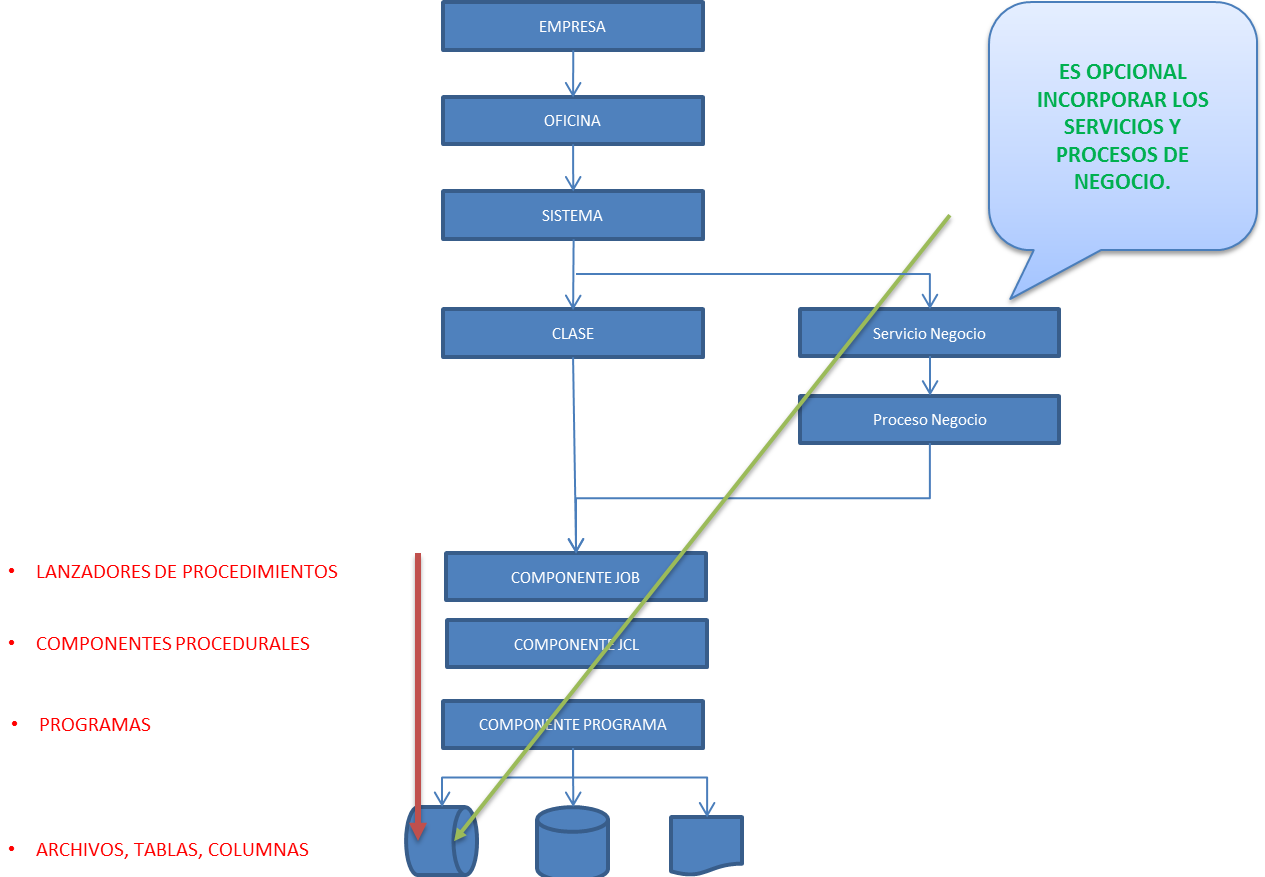 EMPRESA
OFICINA
SISTEMA
CLASE
ES OPCIONAL
INCORPORAR LOS
SERVICIOS Y
PROCESOS DE
NEGOCIO.
Servicio Negocio
Proceso Negocio
• LANZADORES DE PROCEDIMIENTOS
COMPONENTE JOB
• COMPONENTES PROCEDURALES
COMPONENTE JCL
• PROGRAMAS
COMPONENTE PROGRAMA
• ARCHIVOS, TABLAS, COLUMNAS